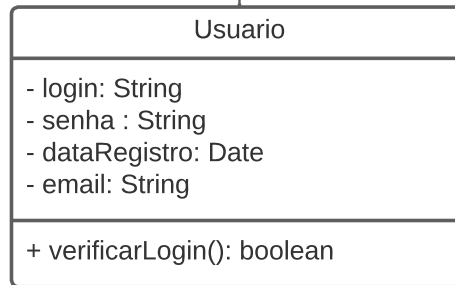 Usuario
- login: String
- senha : String
- dataRegistro: Date
- email: String
+ verificarLogin(): boolean